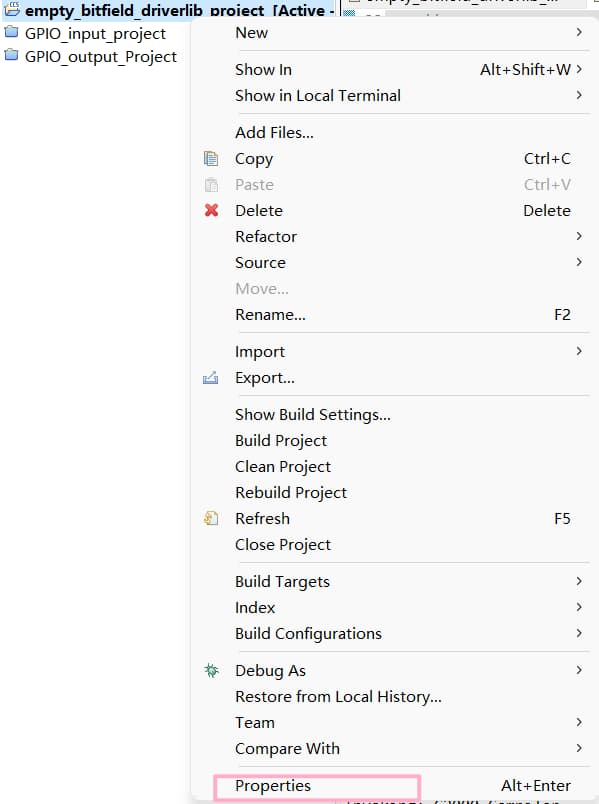 empty_bitfield_driverlib_project [Active -
GPIO_input_project
GPIO_output_Project
New
Show In Alt+Shift+W
Show in Local Terminal
Add Files...
Copy Ctrl+C
Paste Ctrl+V
Delete Delete
Refactor
Source
Move...
Rename... F2
Import
Export...
Show Build Settings...
Build Project
Clean Project
Rebuild Project
Refresh F5
Close Project
Build Targets
Index
Build Configurations
Debug As
Restore from Local History...
Team
Compare With
Properties Alt+Enter